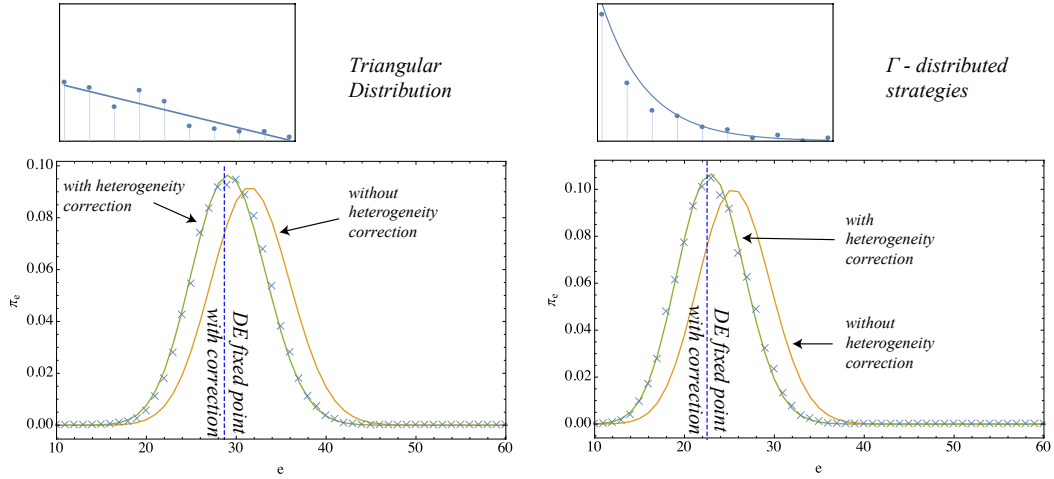 Triangular
Distribution
with heterogeneity
correction
without
heterogeneity
correction
DE fixed point
with correction
π_e
0.00
0.02
0.04
0.06
0.08
0.10
10
20
30
40
50
60
e
Γ - distributed
strategies
with
heterogeneity
correction
without
heterogeneity
correction
DE fixed point
with correction
π_e
0.00
0.02
0.04
0.06
0.08
0.10
10
20
30
40
50
60
e